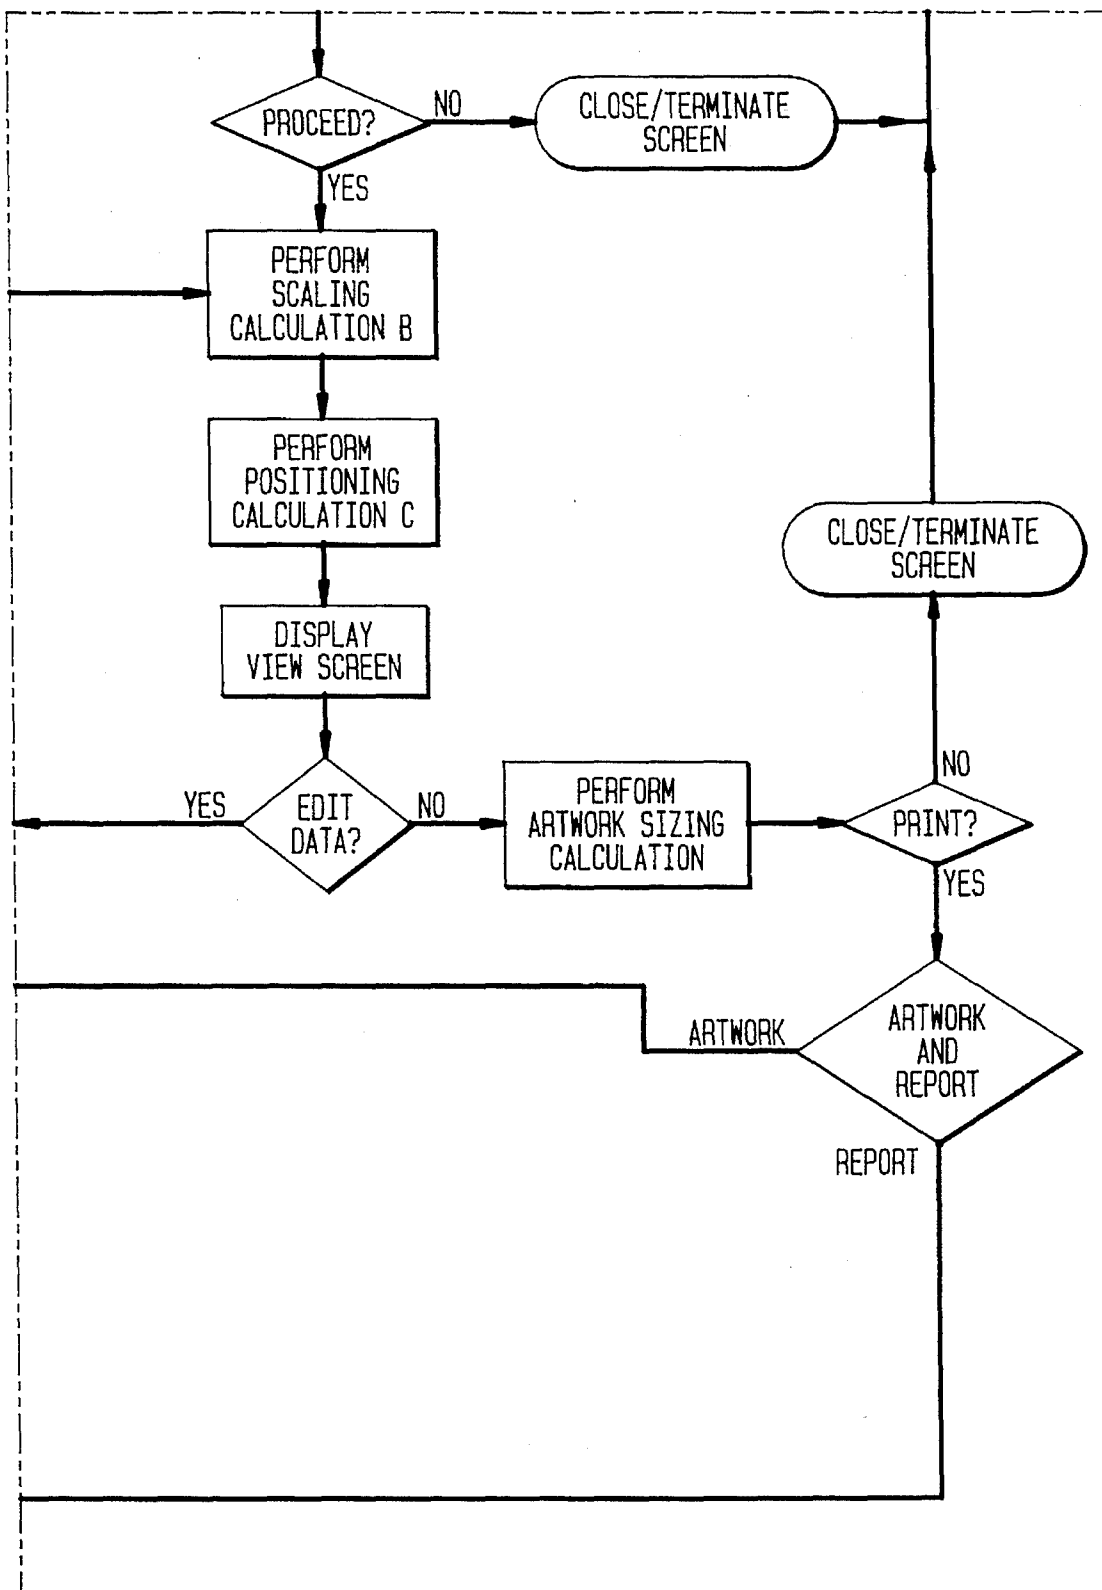 PROCEED?
NO
CLOSE/TERMINATE
SCREEN
YES
PERFORM
SCALING
CALCULATION B
PERFORM
POSITIONING
CALCULATION C
CLOSE/TERMINATE
SCREEN
DISPLAY
VIEW SCREEN
YES
EDIT
DATA?
NO
PERFORM
ARTWORK SIZING
CALCULATION
NO
PRINT?
YES
ARTWORK
ARTWORK
AND
REPORT
REPORT